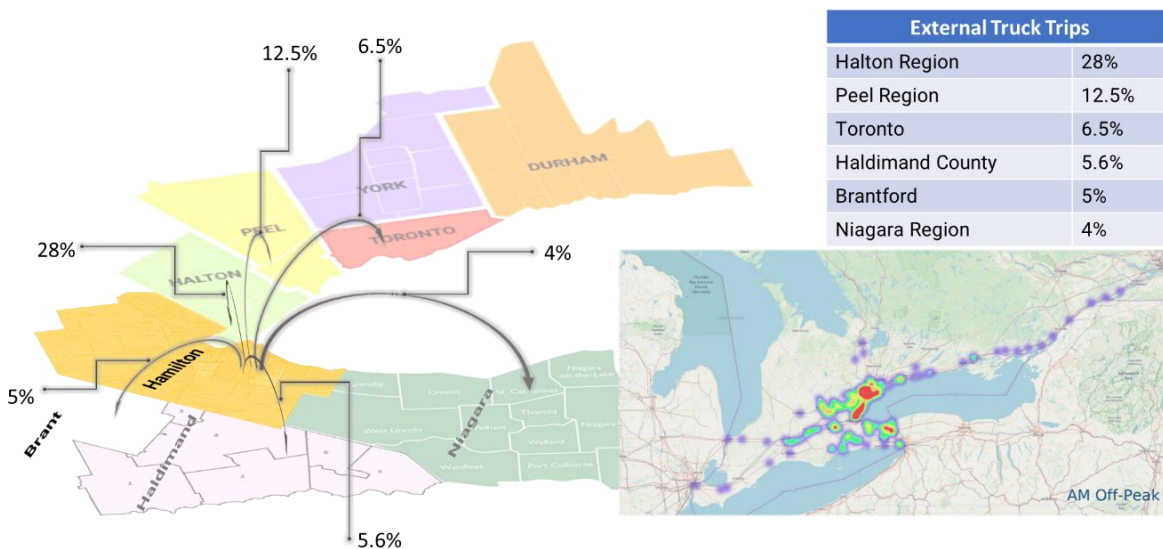 12.5%
6.5%
DURHAM
YORK
PEEL
TORONTO
28%
HALTON
4%
Hamilton
5%
Brant
Haldimand
Niagara
Grimsby
Lincoln
St. Catharines
Niagara
on-the-Lake
West Lincoln
Pelham
Thorold
Niagara
Welland
Wainfleet
Port Colborne
5.6%
External Truck Trips
Halton Region 28%
Peel Region 12.5%
Toronto 6.5%
Haldimand County 5.6%
Brantford 5%
Niagara Region 4%
AM Off-Peak